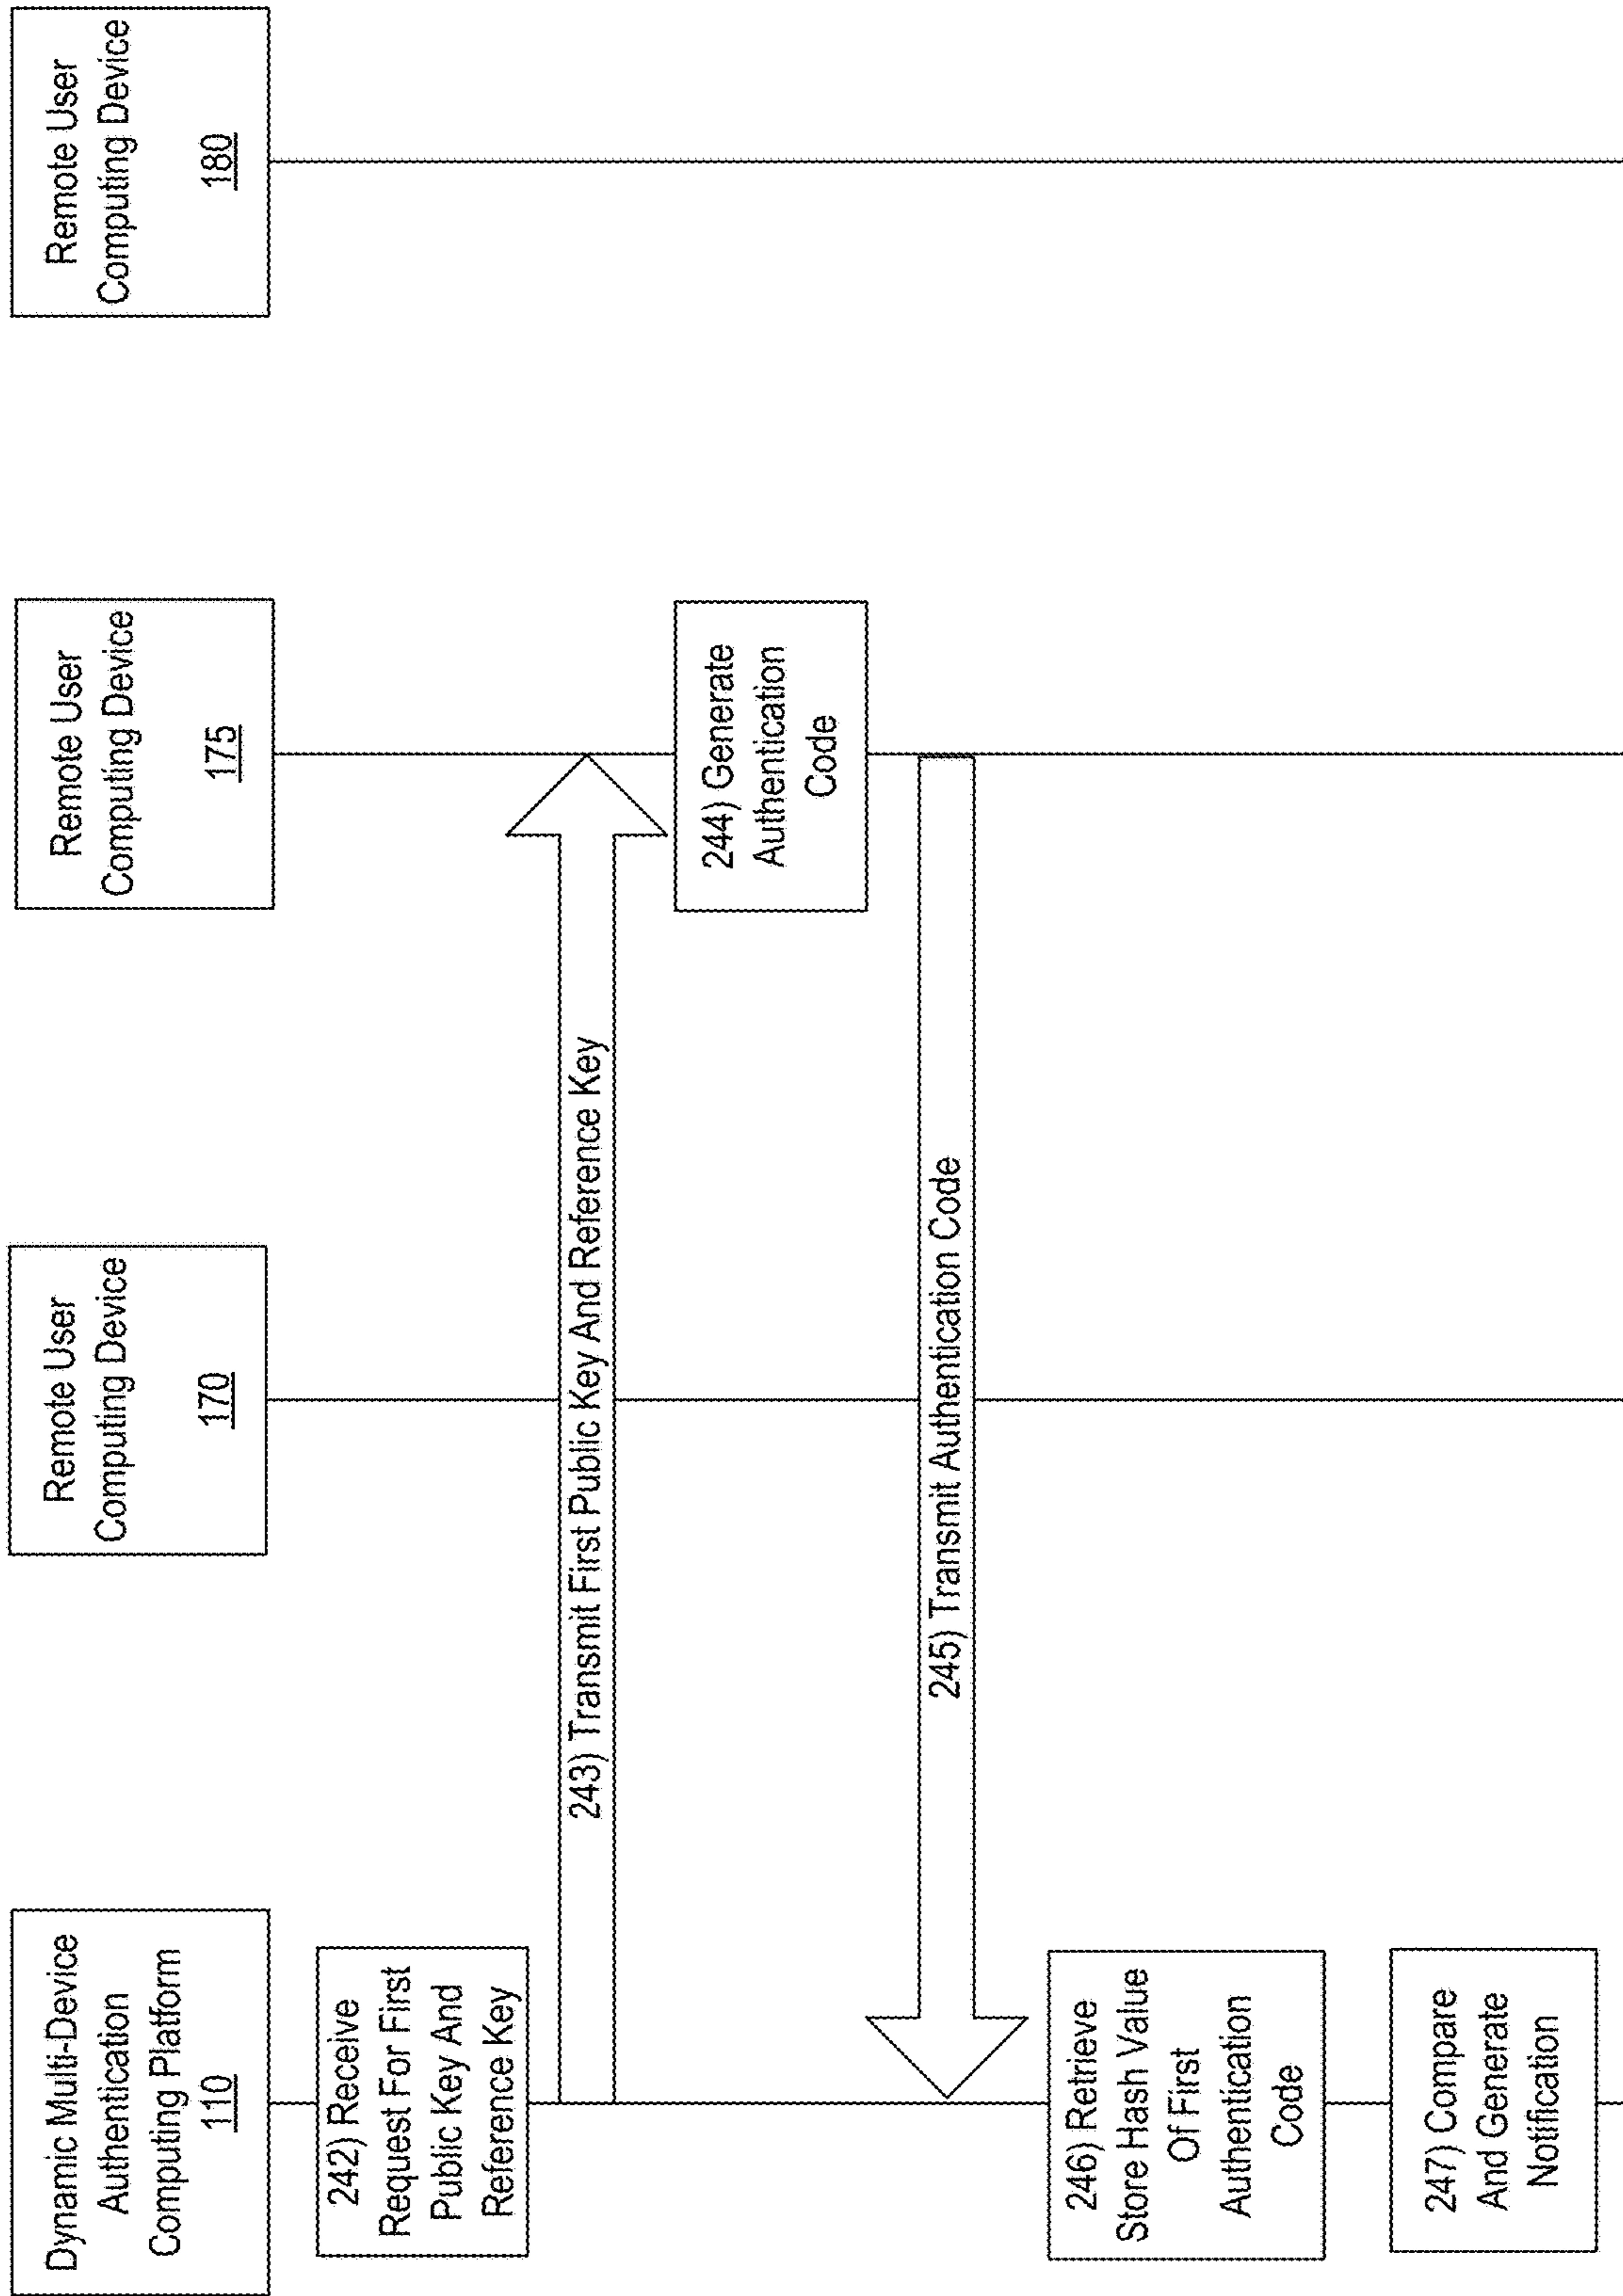 Dynamic Multi-Device
Authentication
Computing Platform
110
Remote User
Computing Device
170
Remote User
Computing Device
175
Remote User
Computing Device
180
242) Receive
Request For First
Public Key And
Reference Key
243) Transmit First Public Key And Reference Key
244) Generate
Authentication
Code
245) Transmit Authentication Code
246) Retrieve
Store Hash Value
Of First
Authentication
Code
247) Compare
And Generate
Notification